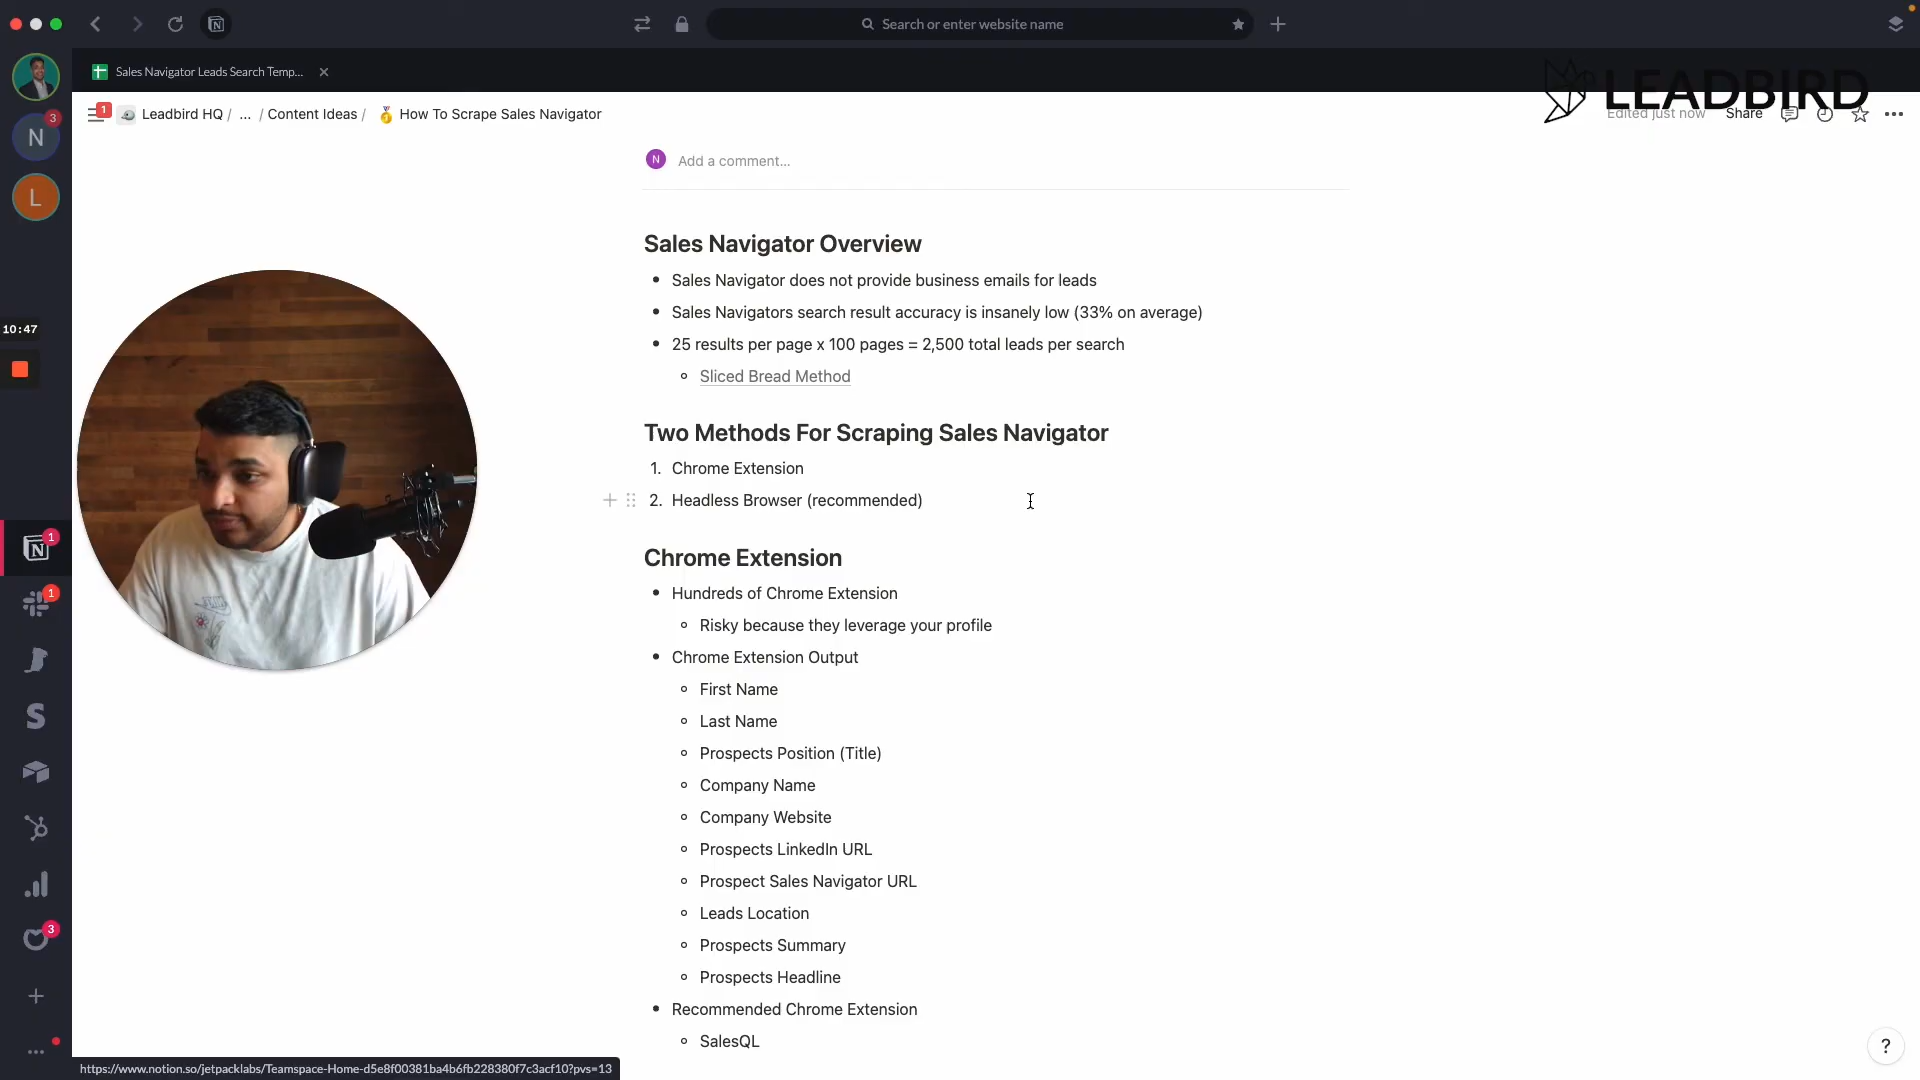 Search or enter website name
Sales Navigator Leads Search Temp...
LEADBIRD
1
Leadbird HQ / ... / Content Ideas / How To Scrape Sales Navigator
Edited just now
Share
3
N
L
N
Add a comment...
Sales Navigator Overview
Sales Navigator does not provide business emails for leads
Sales Navigators search result accuracy is insanely low (33% on average)
25 results per page x 100 pages = 2,500 total leads per search
Sliced Bread Method
10:47
Two Methods For Scraping Sales Navigator
1. Chrome Extension
2. Headless Browser (recommended)
1
1
S
3
Chrome Extension
Hundreds of Chrome Extension
Risky because they leverage your profile
Chrome Extension Output
First Name
Last Name
Prospects Position (Title)
Company Name
Company Website
Prospects LinkedIn URL
Prospect Sales Navigator URL
Leads Location
Prospects Summary
Prospects Headline
Recommended Chrome Extension
SalesQL
?
https://www.notion.so/jetpacklabs/Teamspace-Home-d5e8f00381ba4b6fb228380f7c3acf10?pvs=13